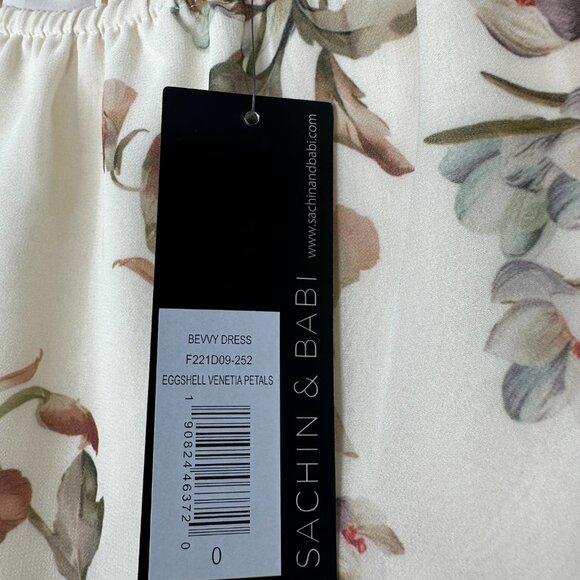 www.sachinandbabi.com
SACHIN & BABI
BEVVY DRESS
F221D09-252
EGGSHELL VENETIA PETALS
1 90824 46372 0
0